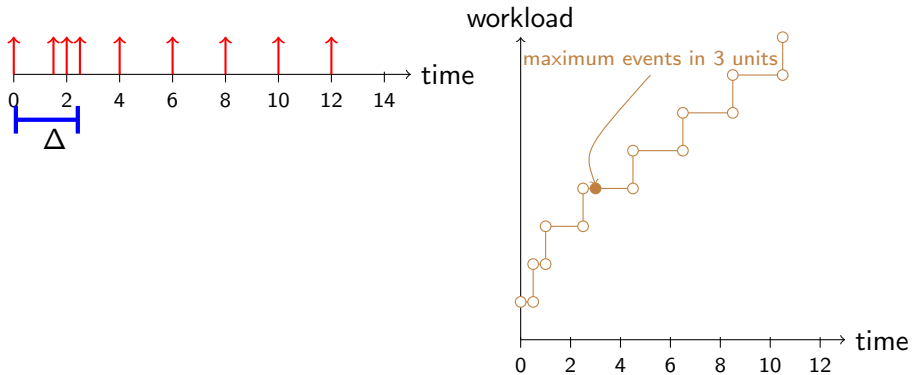 time
0 2 4 6 8 10 12 14
Δ
workload
maximum events in 3 units
time
0 2 4 6 8 10 12